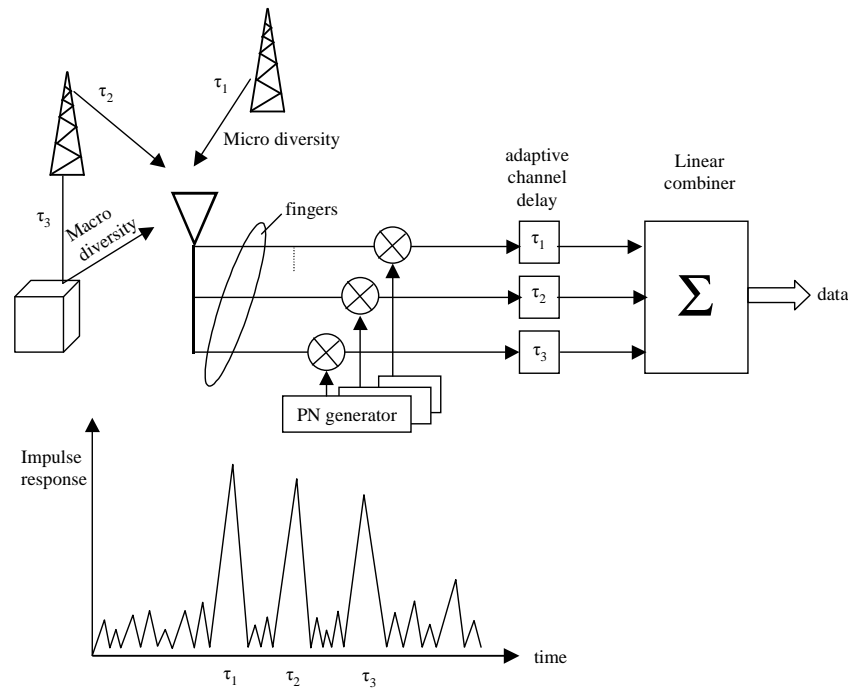 τ1
τ2
Micro diversity
τ3
Macro
diversity
fingers
adaptive
channel
delay
Linear
combiner
τ1
τ2
τ3
Σ
data
PN generator
Impulse
response
τ1
τ2
τ3
time